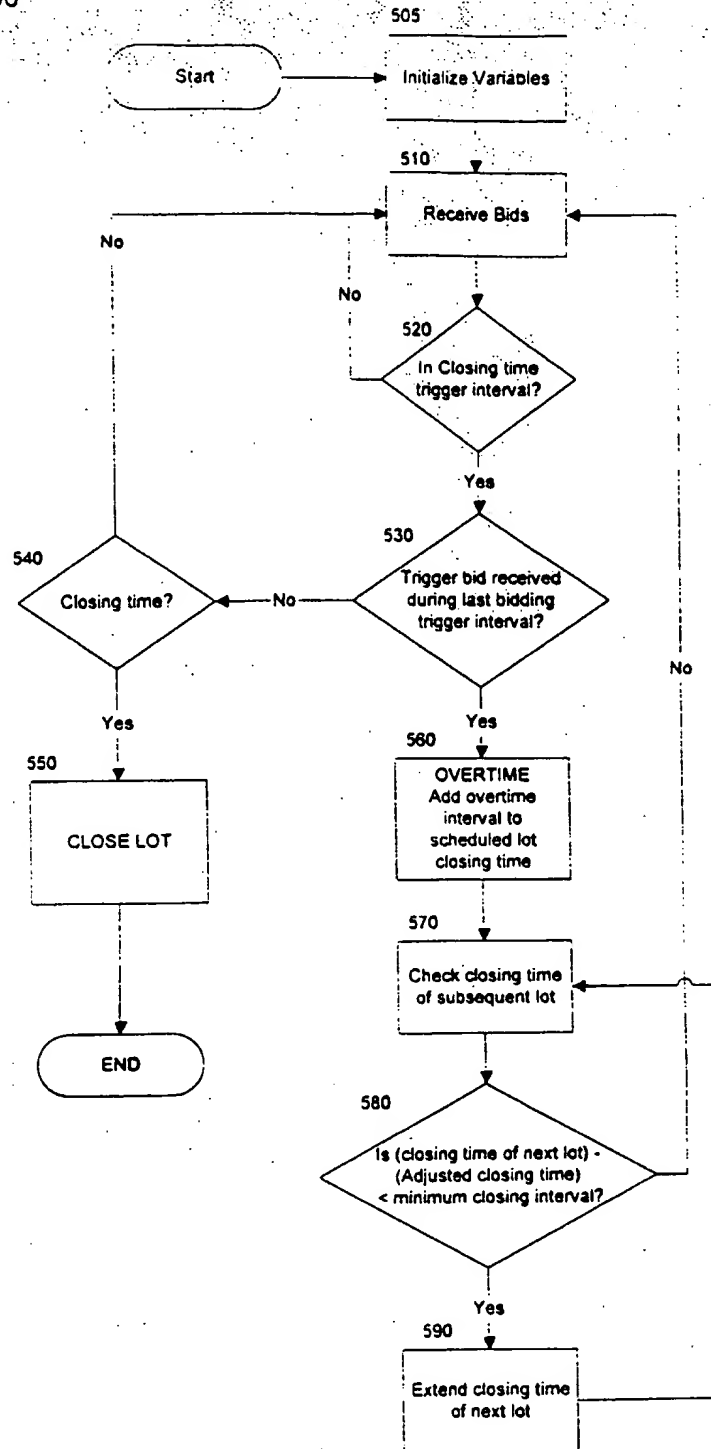 505
Start
Initialize Variables
510
Receive Bids
No
No
520
In Closing time
trigger interval?
Yes
530
Trigger bid received
during last bidding
trigger interval?
540
Closing time?
No
No
Yes
Yes
560
OVERTIME
Add overtime
interval to
scheduled lot
closing time
550
CLOSE LOT
570
Check closing time
of subsequent lot
END
580
Is (closing time of next lot) -
(Adjusted closing time)
< minimum closing interval?
Yes
590
Extend closing time
of next lot